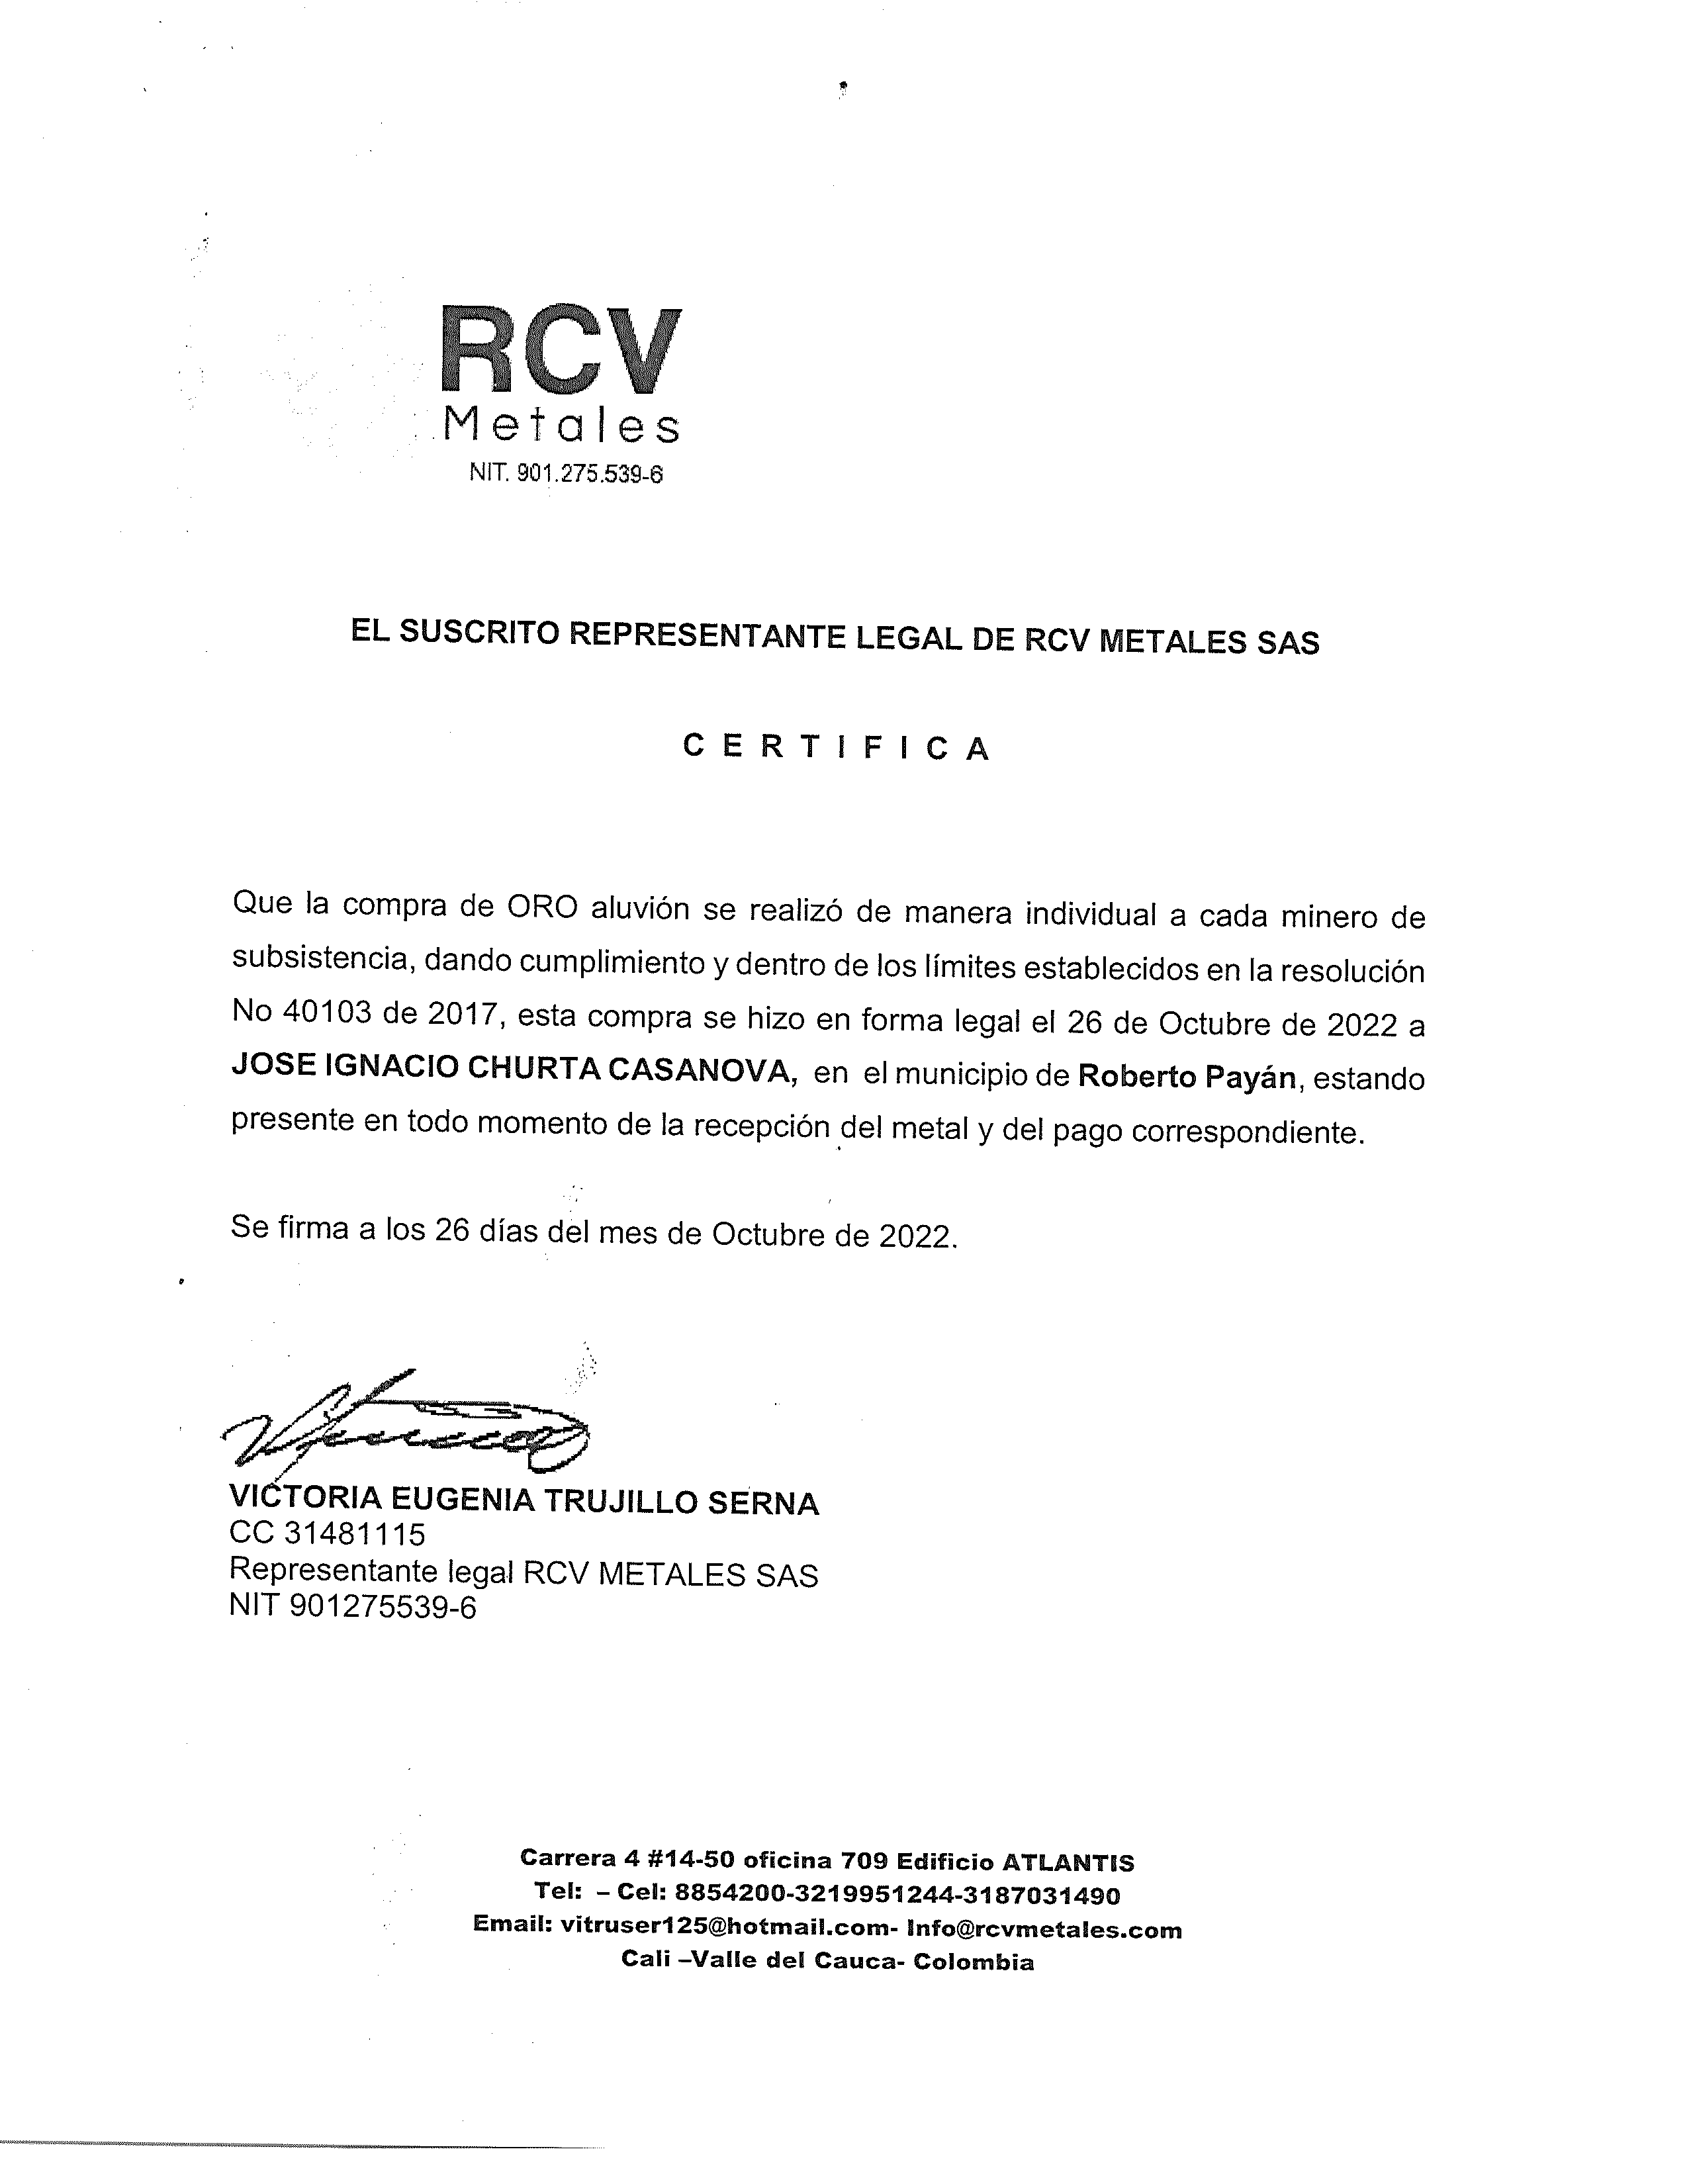 RCV
Metales
NIT. 901.275.539-6
EL SUSCRITO REPRESENTANTE LEGAL DE RCV METALES SAS
C E R T I F I C A
Que la compra de ORO aluvión se realizó de manera individual a cada minero de
subsistencia, dando cumplimiento y dentro de los límites establecidos en la resolución
No 40103 de 2017, esta compra se hizo en forma legal el 26 de Octubre de 2022 a
JOSE IGNACIO CHURTA CASANOVA, en el municipio de Roberto Payán, estando
presente en todo momento de la recepción del metal y del pago correspondiente.
Se firma a los 26 días del mes de Octubre de 2022.
VICTORIA EUGENIA TRUJILLO SERNA
CC 31481115
Representante legal RCV METALES SAS
NIT 901275539-6
Carrera 4 #14-50 oficina 709 Edificio ATLANTIS
Tel: – Cel: 8854200-3219951244-3187031490
Email: vitruser125@hotmail.com- Info@rcvmetales.com
Cali –Valle del Cauca- Colombia